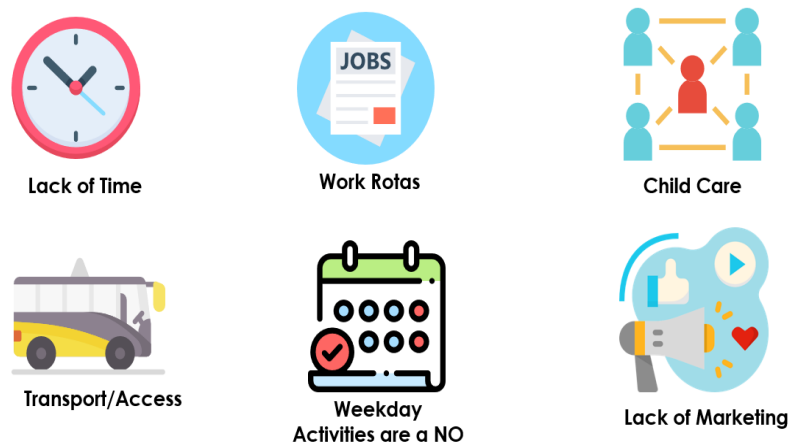 JOBS
Lack of Time
Work Rotas
Child Care
Transport/Access
Weekday
Activities are a NO
Lack of Marketing